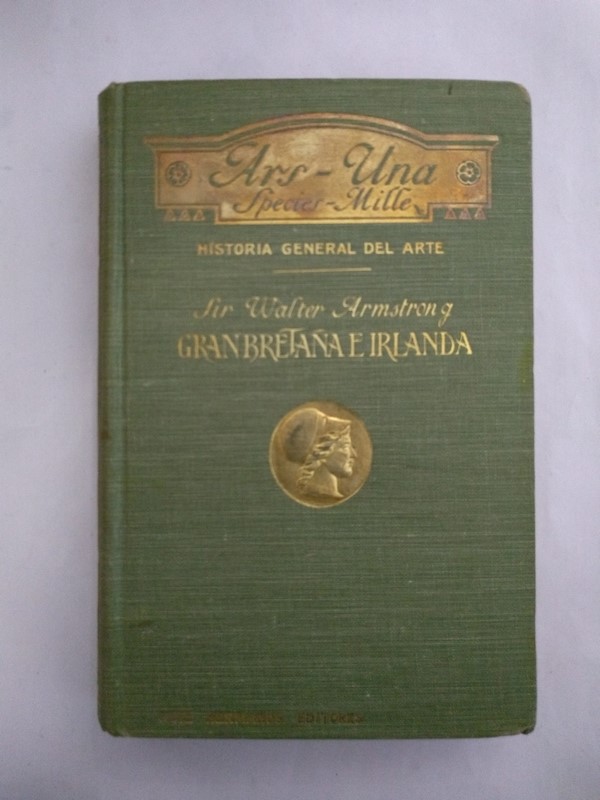 Ars-Una
Species-Mille
HISTORIA GENERAL DEL ARTE
Sir Walter Armstrong
GRAN BRETAÑA E IRLANDA
EDITORES